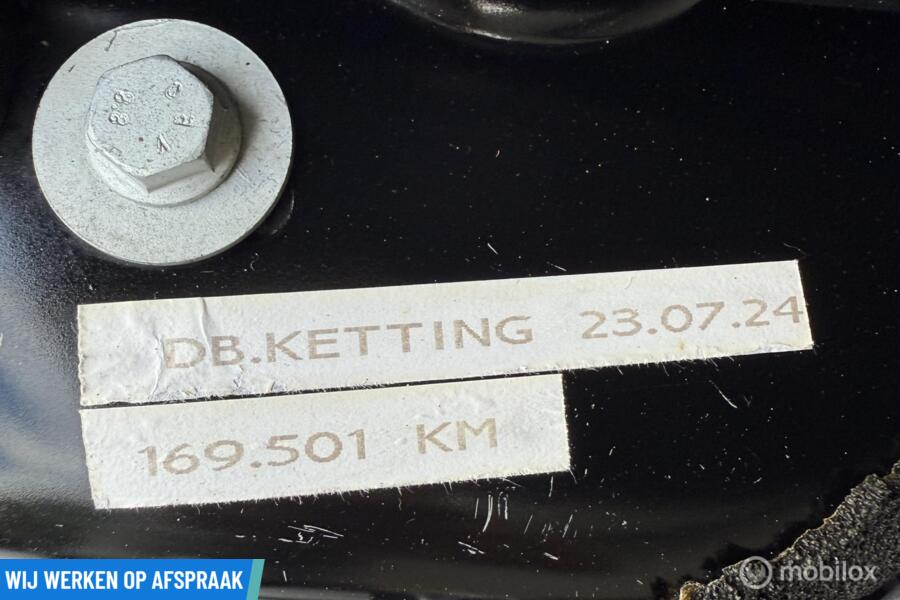 DB.KETTING 23.07.24
169.501 KM
WIJ WERKEN OP AFSPRAAK
mobilox